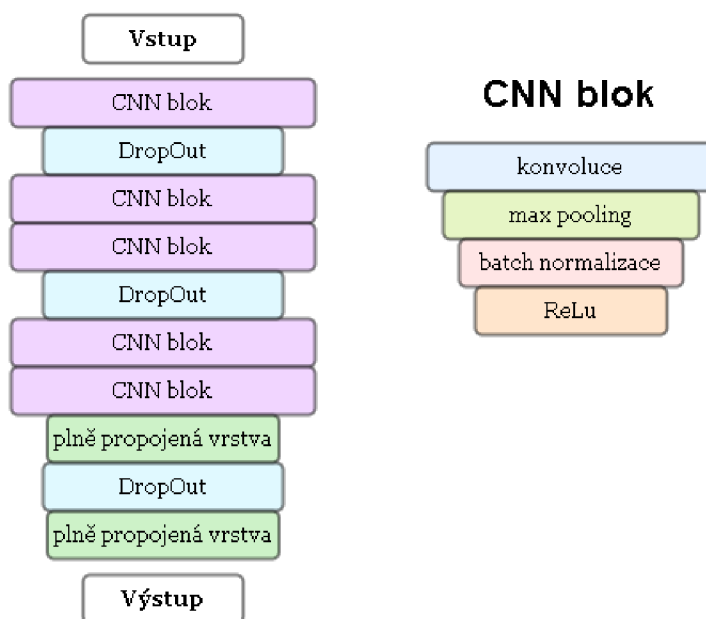 Vstup
CNN blok
DropOut
CNN blok
CNN blok
DropOut
CNN blok
CNN blok
plně propojená vrstva
DropOut
plně propojená vrstva
Výstup
CNN blok
konvoluce
max pooling
batch normalizace
ReLu